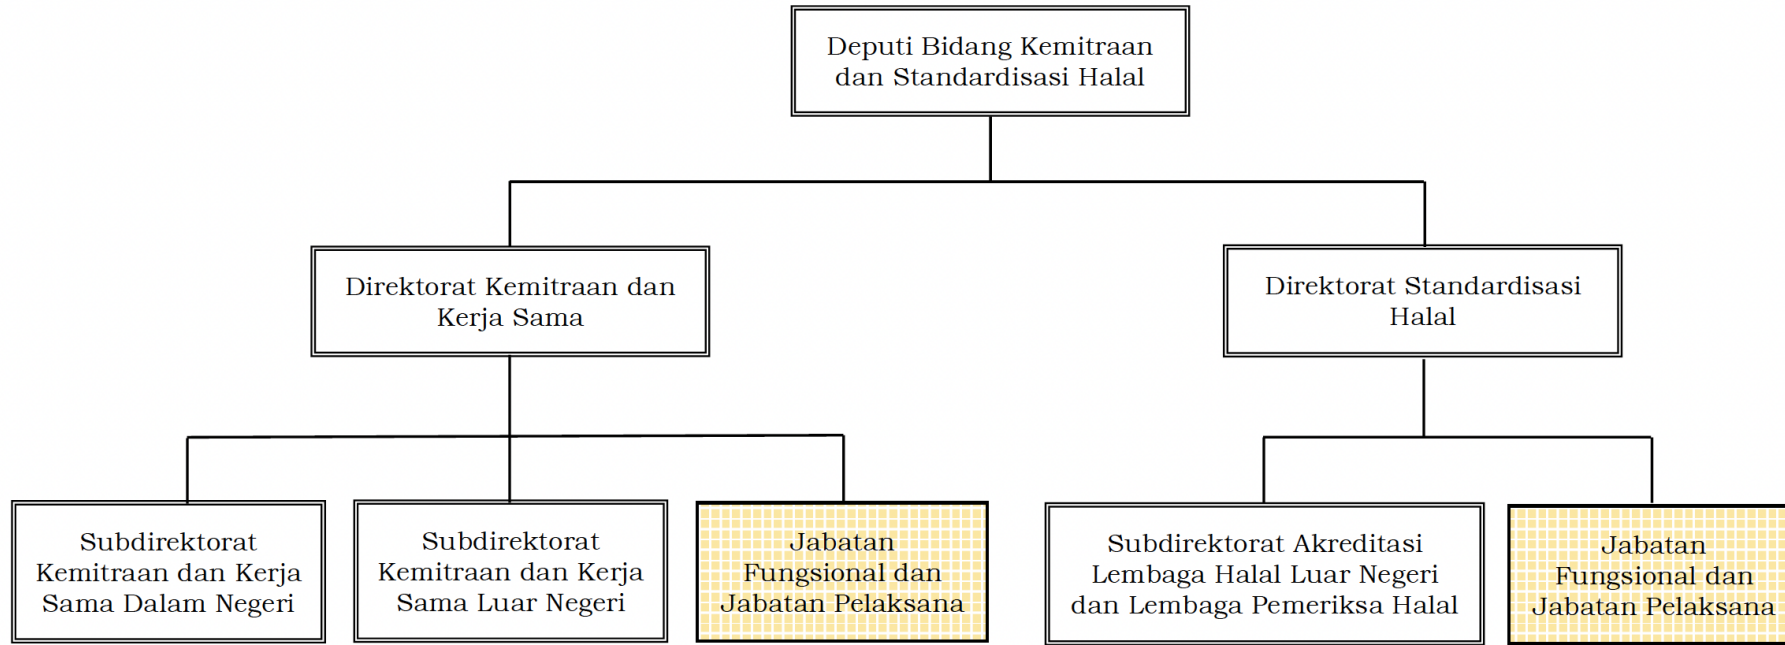 Deputi Bidang Kemitraan
dan Standardisasi Halal
Direktorat Kemitraan dan
Kerja Sama
Direktorat Standardisasi
Halal
Subdirektorat
Kemitraan dan Kerja
Sama Dalam Negeri
Subdirektorat
Kemitraan dan Kerja
Sama Luar Negeri
Jabatan
Fungsional dan
Jabatan Pelaksana
Subdirektorat Akreditasi
Lembaga Halal Luar Negeri
dan Lembaga Pemeriksa Halal
Jabatan
Fungsional dan
Jabatan Pelaksana